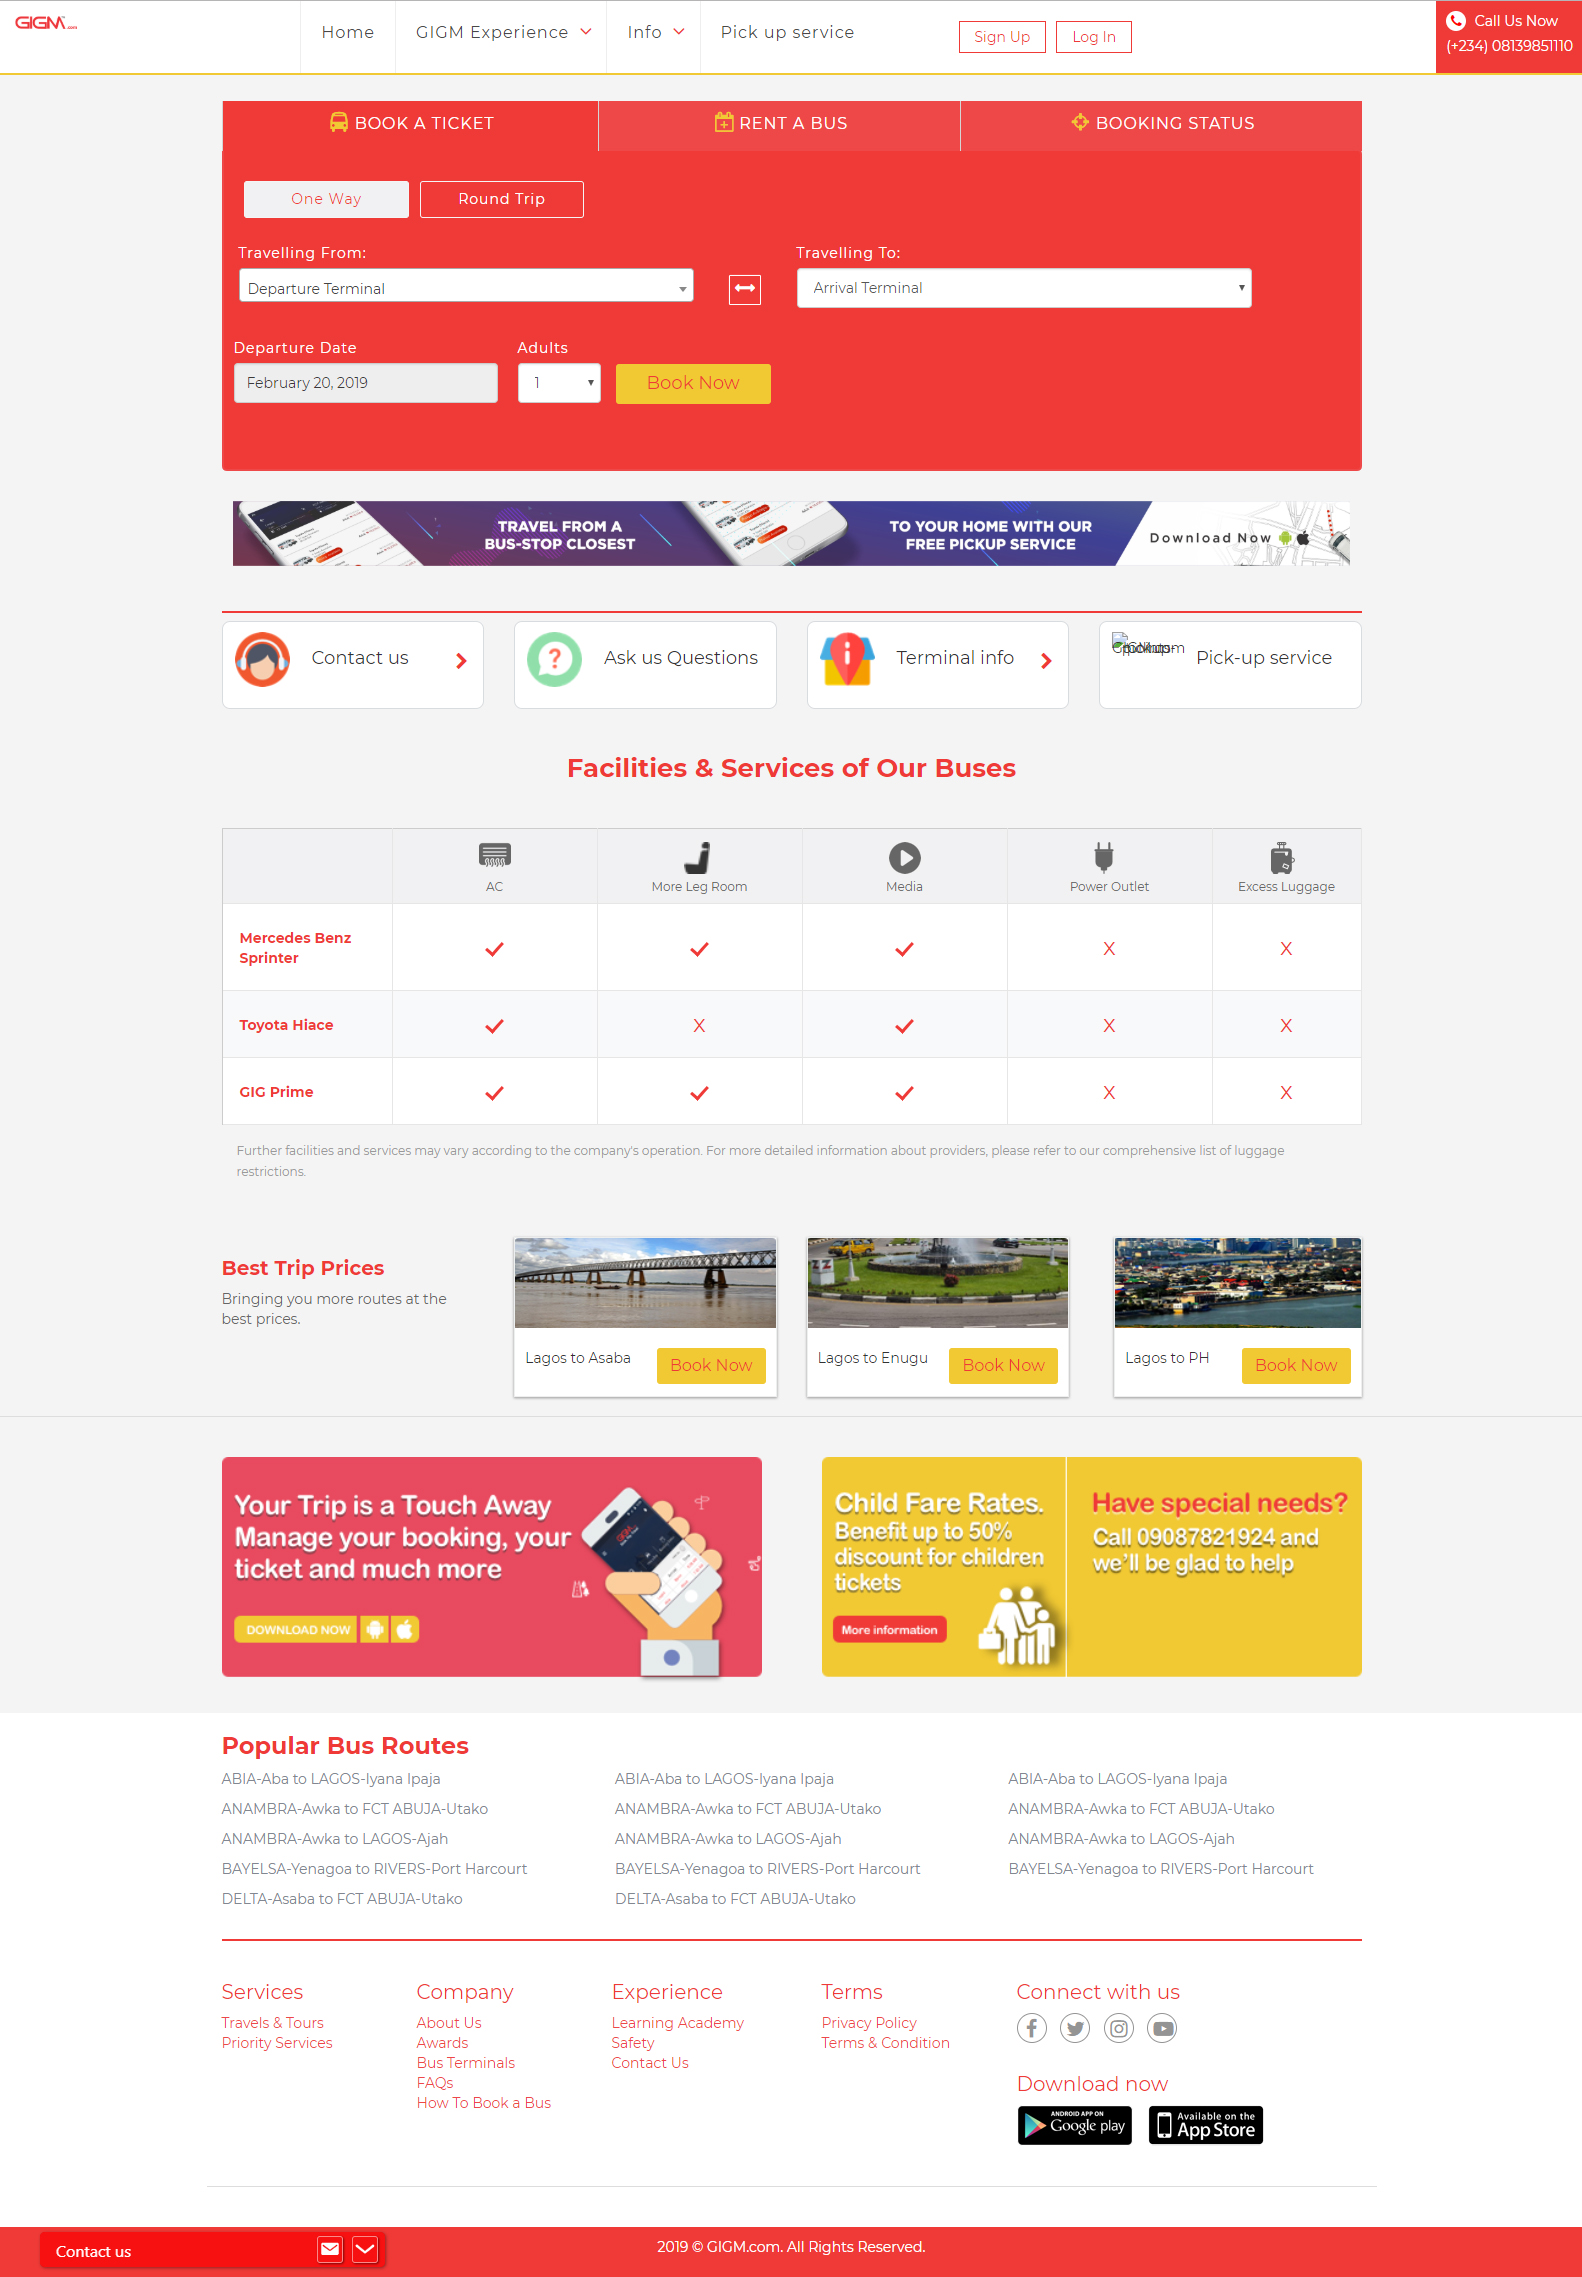 GIGM.com
Home
GIGM Experience
Info
Pick up service
Sign Up
Log In
Call Us Now
(+234) 08139851110
BOOK A TICKET
RENT A BUS
BOOKING STATUS
One Way
Round Trip
Travelling From:
Travelling To:
Departure Terminal
Arrival Terminal
Departure Date
Adults
February 20, 2019
1
Book Now
TRAVEL FROM A
BUS-STOP CLOSEST
TO YOUR HOME WITH OUR
FREE PICKUP SERVICE
Download Now
Contact us
Ask us Questions
Terminal info
Pick-up service
Facilities & Services of Our Buses
AC
More Leg Room
Media
Power Outlet
Excess Luggage
Mercedes Benz
Sprinter
X
X
Toyota Hiace
X
X
X
GIG Prime
X
X
Further facilities and services may vary according to the company's operation. For more detailed information about providers, please refer to our comprehensive list of luggage
restrictions.
Best Trip Prices
Bringing you more routes at the
best prices.
Lagos to Asaba
Book Now
Lagos to Enugu
Book Now
Lagos to PH
Book Now
Your Trip is a Touch Away
Manage your booking, your
ticket and much more
DOWNLOAD NOW
GIGM
Child Fare Rates.
Benefit up to 50%
discount for children
tickets
More information
Have special needs?
Call 09087821924 and
we'll be glad to help
Popular Bus Routes
ABIA-Aba to LAGOS-Iyana Ipaja
ANAMBRA-Awka to FCT ABUJA-Utako
ANAMBRA-Awka to LAGOS-Ajah
BAYELSA-Yenagoa to RIVERS-Port Harcourt
DELTA-Asaba to FCT ABUJA-Utako
ABIA-Aba to LAGOS-Iyana Ipaja
ANAMBRA-Awka to FCT ABUJA-Utako
ANAMBRA-Awka to LAGOS-Ajah
BAYELSA-Yenagoa to RIVERS-Port Harcourt
DELTA-Asaba to FCT ABUJA-Utako
ABIA-Aba to LAGOS-Iyana Ipaja
ANAMBRA-Awka to FCT ABUJA-Utako
ANAMBRA-Awka to LAGOS-Ajah
BAYELSA-Yenagoa to RIVERS-Port Harcourt
Services
Travels & Tours
Priority Services
Company
About Us
Awards
Bus Terminals
FAQs
How To Book a Bus
Experience
Learning Academy
Safety
Contact Us
Terms
Privacy Policy
Terms & Condition
Connect with us
Download now
ANDROID APP ON
Google play
Available on the
App Store
Contact us
2019 © GIGM.com. All Rights Reserved.